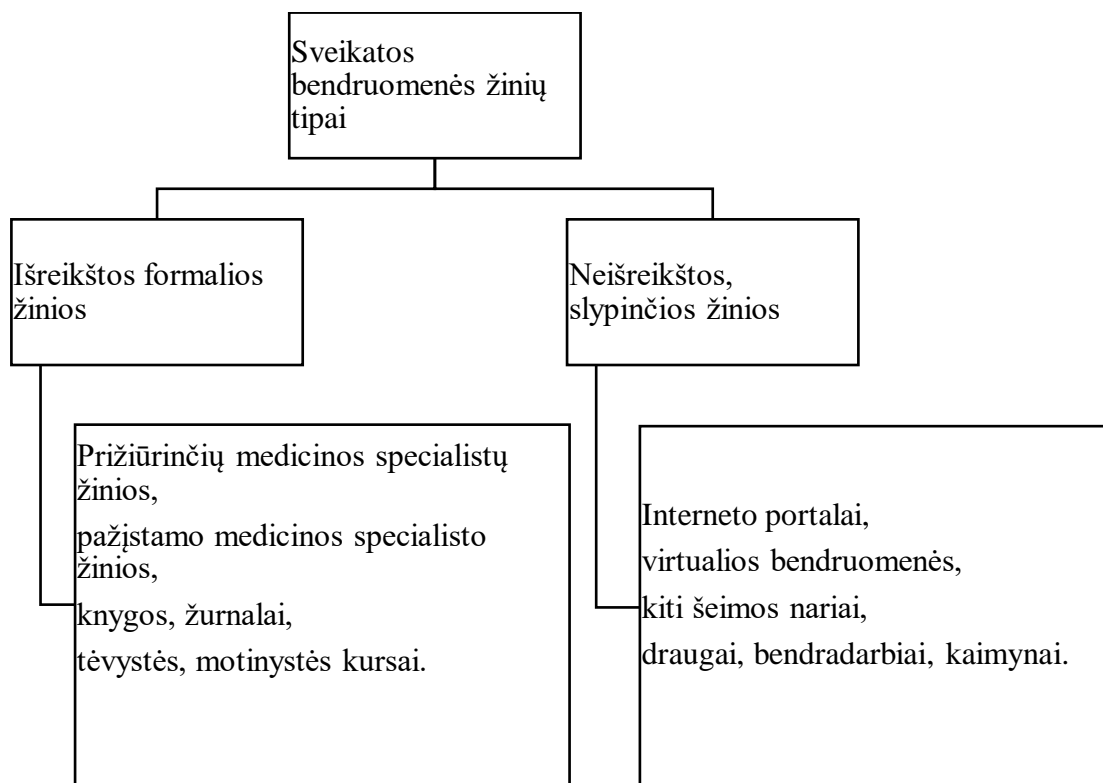 Sveikatos
bendruomenės žinių
tipai
Išreikštos formalios
žinios
Neišreikštos,
slypinčios žinios
Prižiūrinčių medicinos specialistų
žinios,
pažįstamo medicinos specialisto
žinios,
knygos, žurnalai,
tėvystės, motinystės kursai.
Interneto portalai,
virtualios bendruomenės,
kiti šeimos nariai,
draugai, bendradarbiai, kaimynai.